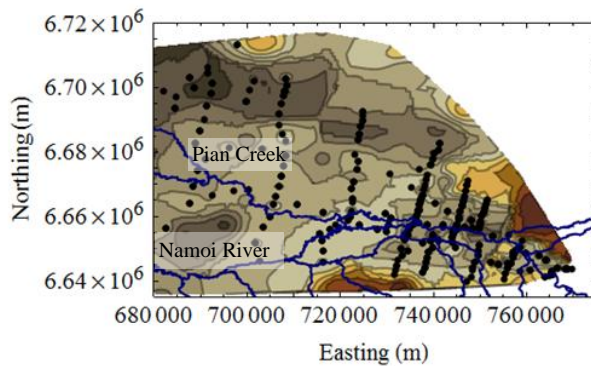 6.72×10⁶
6.70×10⁶
6.68×10⁶
6.66×10⁶
6.64×10⁶
Northing (m)
Pian Creek
Namoi River
680 000 700 000 720 000 740 000 760 000
Easting (m)